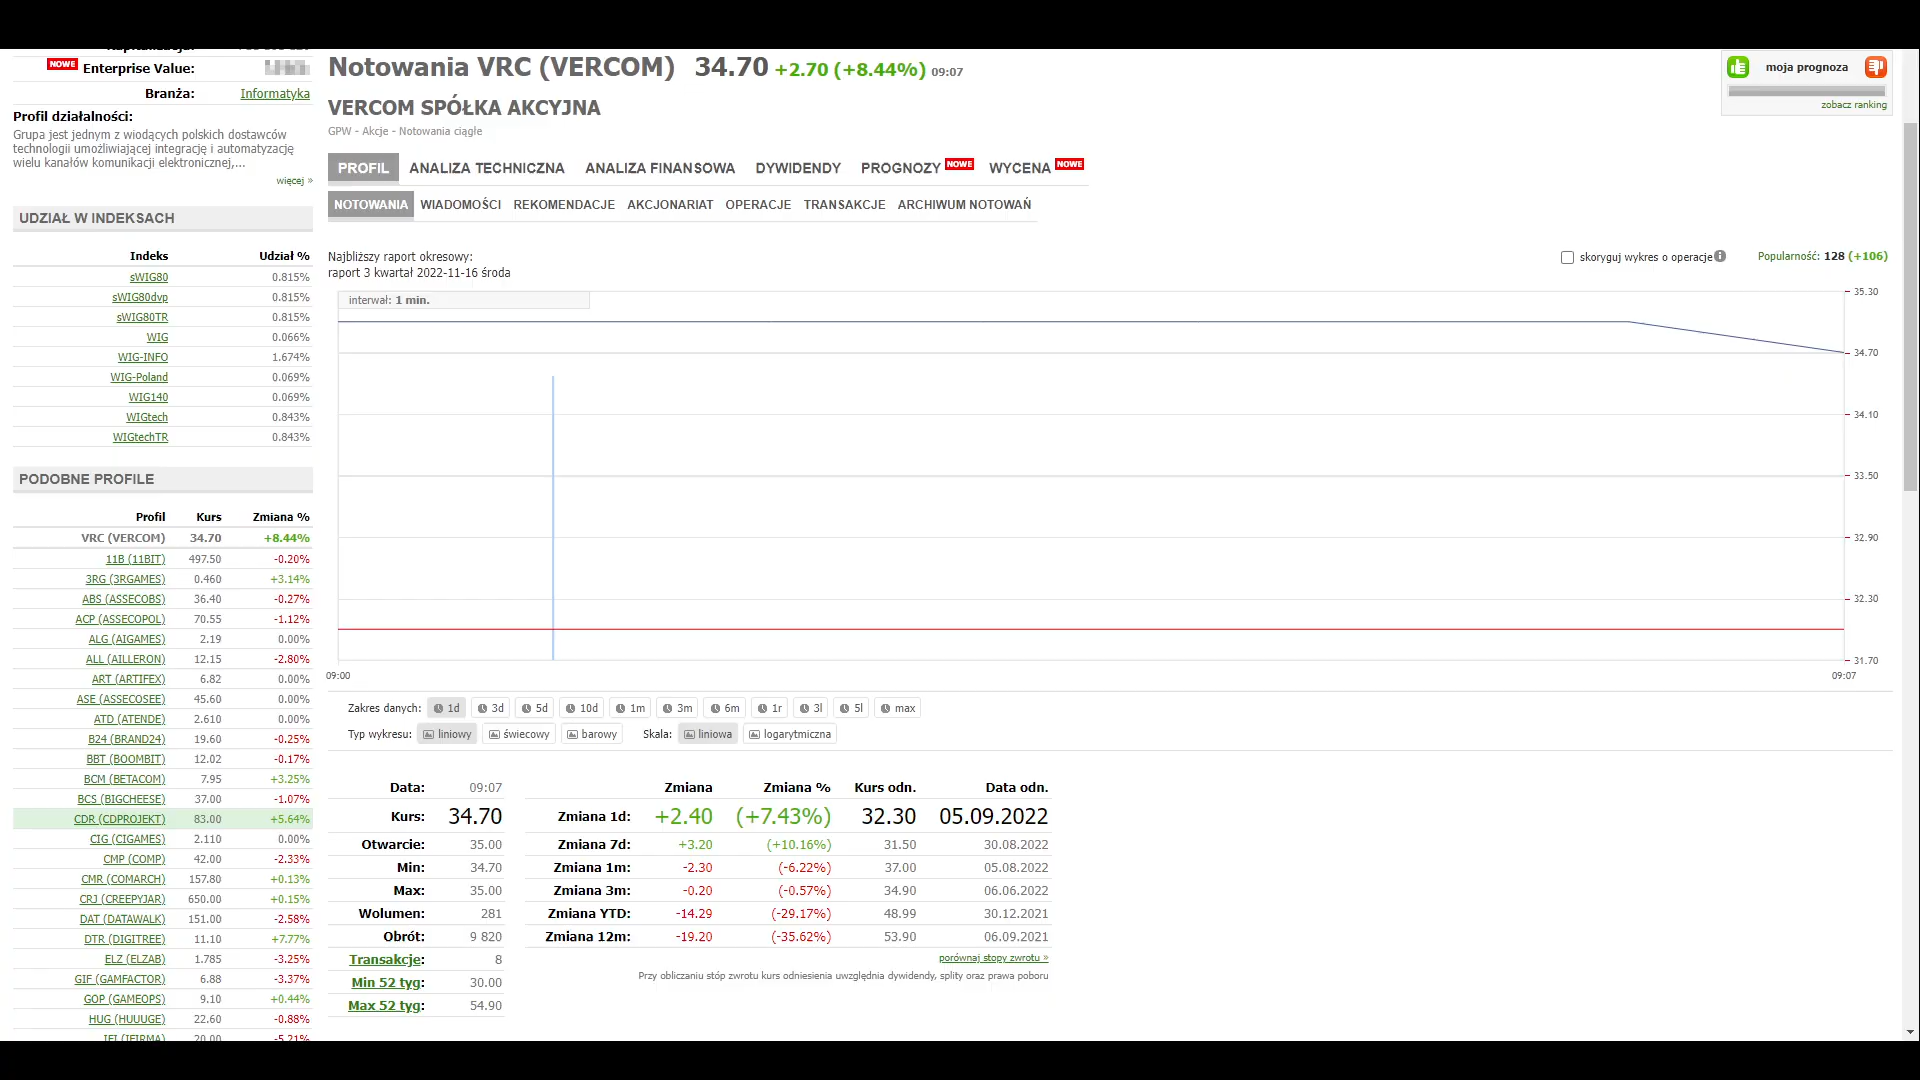 NOWE Enterprise Value:
Branża: Informatyka
Profil działalności:
Grupa jest jednym z wiodących polskich dostawców
technologii umożliwiającej integrację i automatyzację
wielu kanałów komunikacji elektronicznej,...
więcej »
UDZIAŁ W INDEKSACH
Indeks Udział %
sWIG80 0.815%
sWIG80dvp 0.815%
sWIG80TR 0.815%
WIG 0.066%
WIG-INFO 1.674%
WIG-Poland 0.069%
WIG140 0.069%
WIGtech 0.843%
WIGtechTR 0.843%
PODOBNE PROFILE
Profil Kurs Zmiana %
VRC (VERCOM) 34.70 +8.44%
11B (11BIT) 497.50 -0.20%
3RG (3RGAMES) 0.460 +3.14%
ABS (ASSECOBS) 36.40 -0.27%
ACP (ASSECOPOL) 70.55 -1.12%
ALG (AIGAMES) 2.19 0.00%
ALL (AILLERON) 12.15 -2.80%
ART (ARTIFEX) 6.82 0.00%
ASE (ASSECOSEE) 45.60 0.00%
ATD (ATENDE) 2.610 0.00%
B24 (BRAND24) 19.60 -0.25%
BBT (BOOMBIT) 12.02 -0.17%
BCM (BETACOM) 7.95 +3.25%
BCS (BIGCHEESE) 37.00 -1.07%
CDR (CDPROJEKT) 83.00 +5.64%
CIG (CIGAMES) 2.110 0.00%
CMP (COMP) 42.00 -2.33%
CMR (COMARCH) 157.80 +0.13%
CRJ (CREEPYJAR) 650.00 +0.15%
DAT (DATAWALK) 151.00 -2.58%
DTR (DIGITREE) 11.10 +7.77%
ELZ (ELZAB) 1.785 -3.25%
GIF (GAMFACTOR) 6.88 -3.37%
GOP (GAMEOPS) 9.10 +0.44%
HUG (HUUUGE) 22.60 -0.88%
IFI (IFIRMA) 20.00 -5.21%
Notowania VRC (VERCOM) 34.70 +2.70 (+8.44%) 09:07
VERCOM SPÓŁKA AKCYJNA
GPW - Akcje - Notowania ciągłe
PROFIL ANALIZA TECHNICZNA ANALIZA FINANSOWA DYWIDENDY PROGNOZY NOWE WYCENA NOWE
NOTOWANIA WIADOMOŚCI REKOMENDACJE AKCJONARIAT OPERACJE TRANSAKCJE ARCHIWUM NOTOWAŃ
moja prognoza
zobacz ranking
Najbliższy raport okresowy:
raport 3 kwartał 2022-11-16 środa
skoryguj wykres o operacje Popularność: 128 (+106)
interwał: 1 min.
35.30
34.70
34.10
33.50
32.90
32.30
31.70
09:00 09:07
Zakres danych: 1d 3d 5d 10d 1m 3m 6m 1r 3l 5l max
Typ wykresu: liniowy świecowy barowy Skala: liniowa logarytmiczna
Data: 09:07
Kurs: 34.70
Otwarcie: 35.00
Min: 34.70
Max: 35.00
Wolumen: 281
Obrót: 9 820
Transakcje: 8
Min 52 tyg: 30.00
Max 52 tyg: 54.90
Zmiana Zmiana % Kurs odn. Data odn.
Zmiana 1d: +2.40 (+7.43%) 32.30 05.09.2022
Zmiana 7d: +3.20 (+10.16%) 31.50 30.08.2022
Zmiana 1m: -2.30 (-6.22%) 37.00 05.08.2022
Zmiana 3m: -0.20 (-0.57%) 34.90 06.06.2022
Zmiana YTD: -14.29 (-29.17%) 48.99 30.12.2021
Zmiana 12m: -19.20 (-35.62%) 53.90 06.09.2021
porównaj stopy zwrotu »
Przy obliczaniu stóp zwrotu kurs odniesienia uwzględnia dywidendy, splity oraz prawa poboru